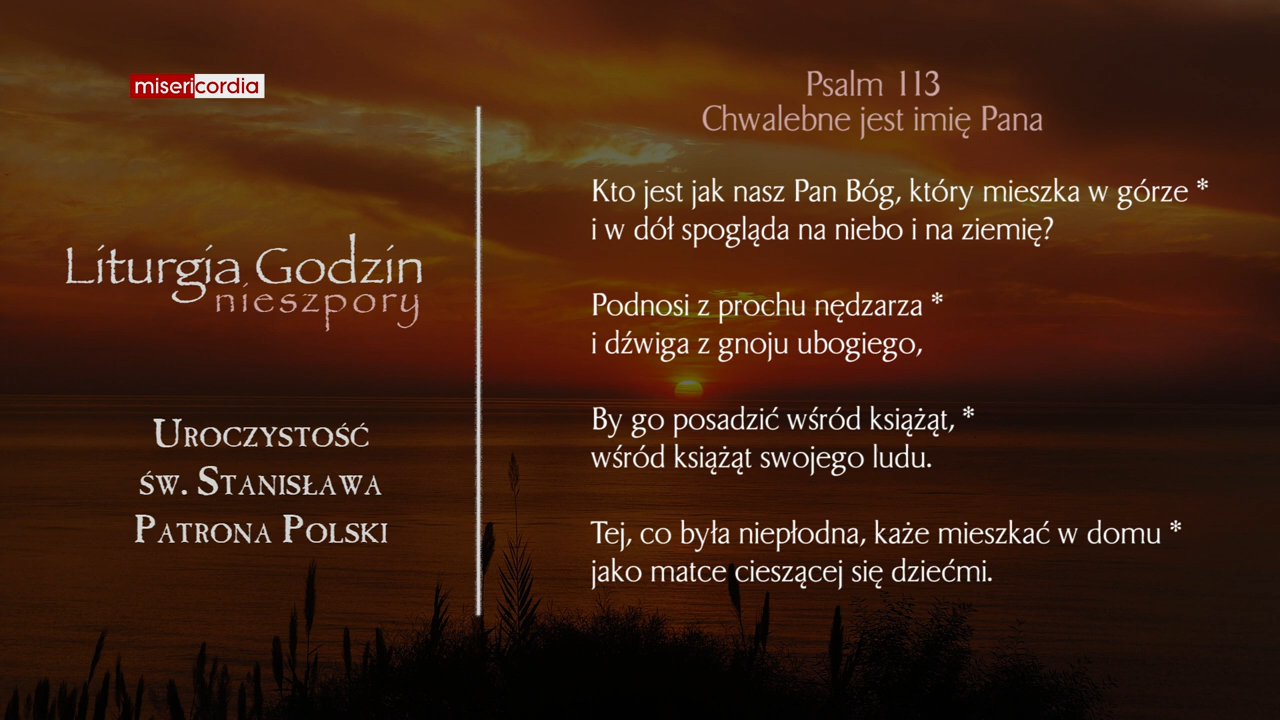 misericordia
Liturgia Godzin
nieszpory
Uroczystość
św. Stanisława
Patrona Polski
Psalm 113
Chwalebne jest imię Pana
Kto jest jak nasz Pan Bóg, który mieszka w górze *
i w dół spogląda na niebo i na ziemię?
Podnosi z prochu nędzarza *
i dźwiga z gnoju ubogiego,
By go posadzić wśród książąt, *
wśród książąt swojego ludu.
Tej, co była niepłodna, każe mieszkać w domu *
jako matce cieszącej się dziećmi.